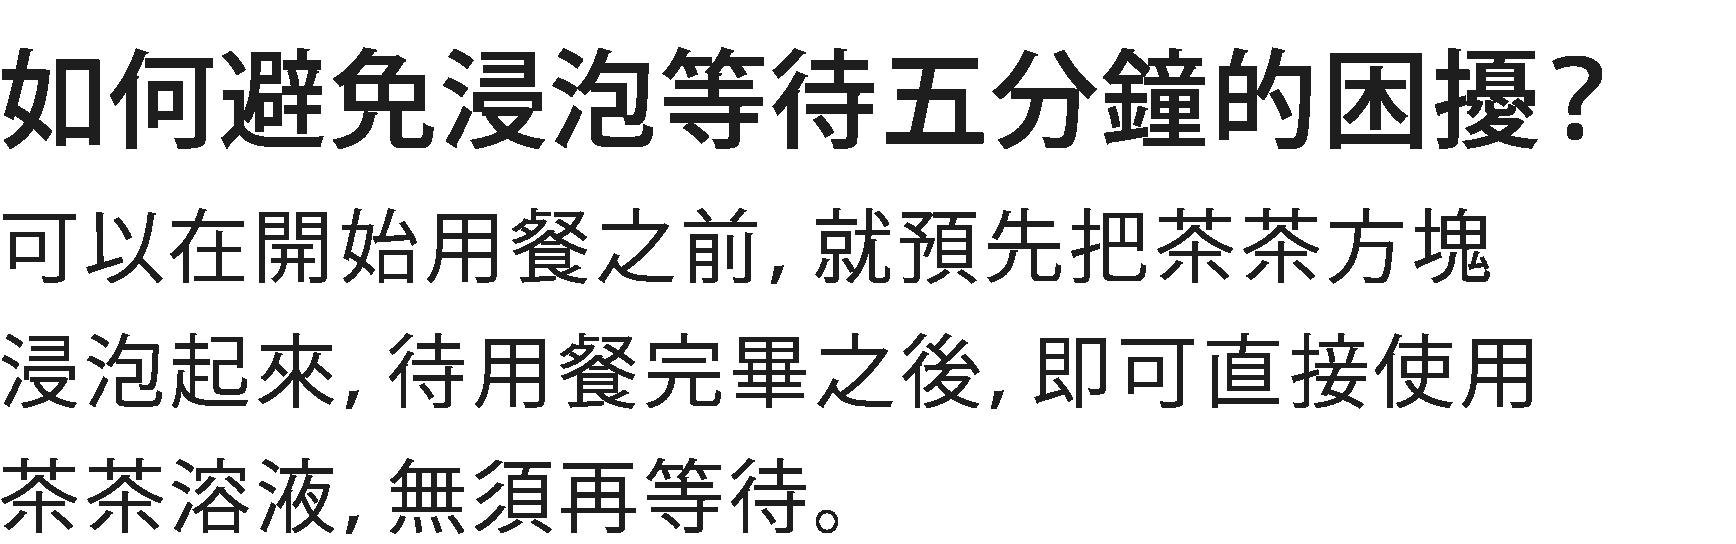 如何避免浸泡等待五分鐘的困擾?
可以在開始用餐之前, 就預先把茶茶方塊
浸泡起來, 待用餐完畢之後, 即可直接使用
茶茶溶液, 無須再等待。